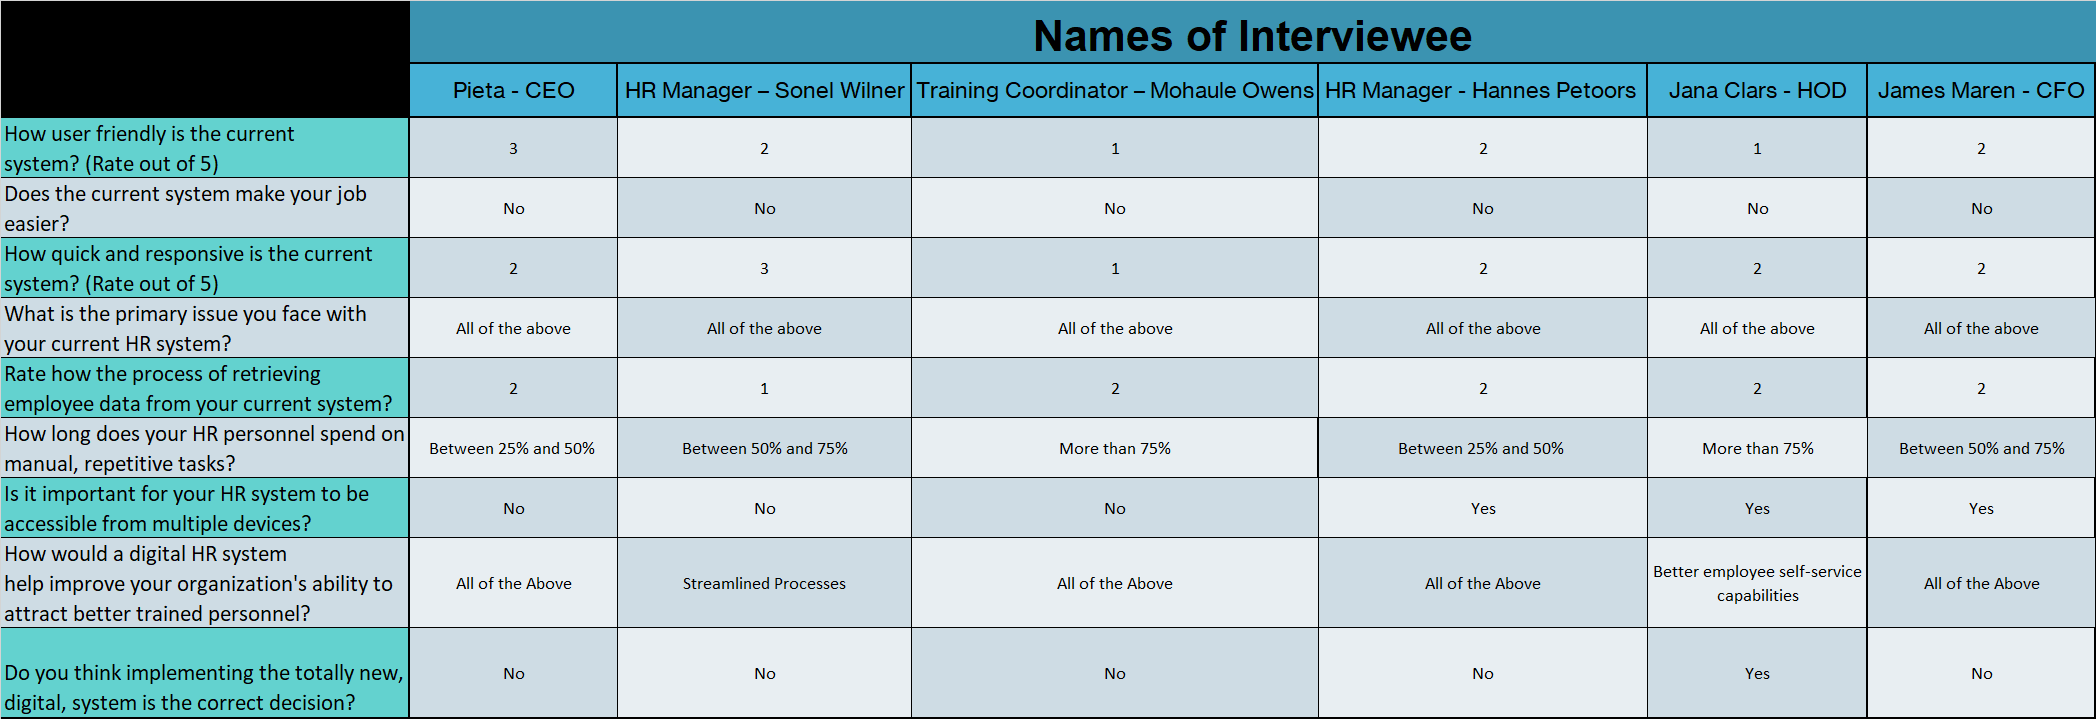 Names of Interviewee
Pieta - CEO
HR Manager – Sonel Wilner
Training Coordinator – Mohaule Owens
HR Manager - Hannes Petoors
Jana Clars - HOD
James Maren - CFO
How user friendly is the current
system? (Rate out of 5)
3
2
1
2
1
2
Does the current system make your job
easier?
No
No
No
No
No
No
How quick and responsive is the current
system? (Rate out of 5)
2
3
1
2
2
2
What is the primary issue you face with
your current HR system?
All of the above
All of the above
All of the above
All of the above
All of the above
All of the above
Rate how the process of retrieving
employee data from your current system?
2
1
2
2
2
2
How long does your HR personnel spend on
manual, repetitive tasks?
Between 25% and 50%
Between 50% and 75%
More than 75%
Between 25% and 50%
More than 75%
Between 50% and 75%
Is it important for your HR system to be
accessible from multiple devices?
No
No
No
Yes
Yes
Yes
How would a digital HR system
help improve your organization's ability to
attract better trained personnel?
All of the Above
Streamlined Processes
All of the Above
All of the Above
Better employee self-service
capabilities
All of the Above
Do you think implementing the totally new,
digital, system is the correct decision?
No
No
No
No
Yes
No